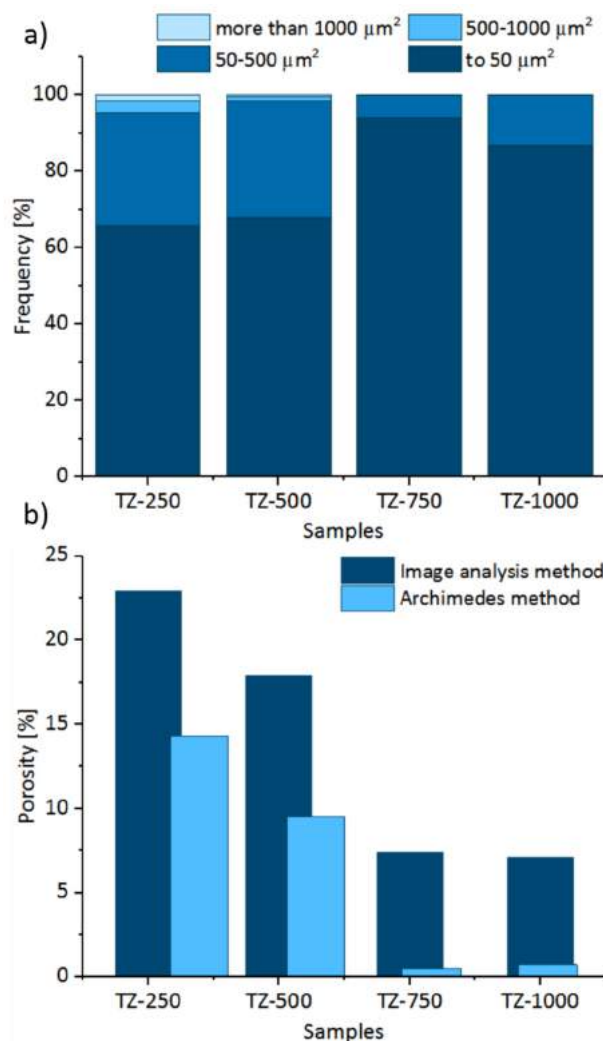 a)
more than 1000 μm² 500-1000 μm²
50-500 μm² to 50 μm²
100
80
60
40
20
0
Frequency [%]
TZ-250 TZ-500 TZ-750 TZ-1000
Samples
b)
Image analysis method
Archimedes method
25
20
15
10
5
0
Porosity [%]
TZ-250 TZ-500 TZ-750 TZ-1000
Samples